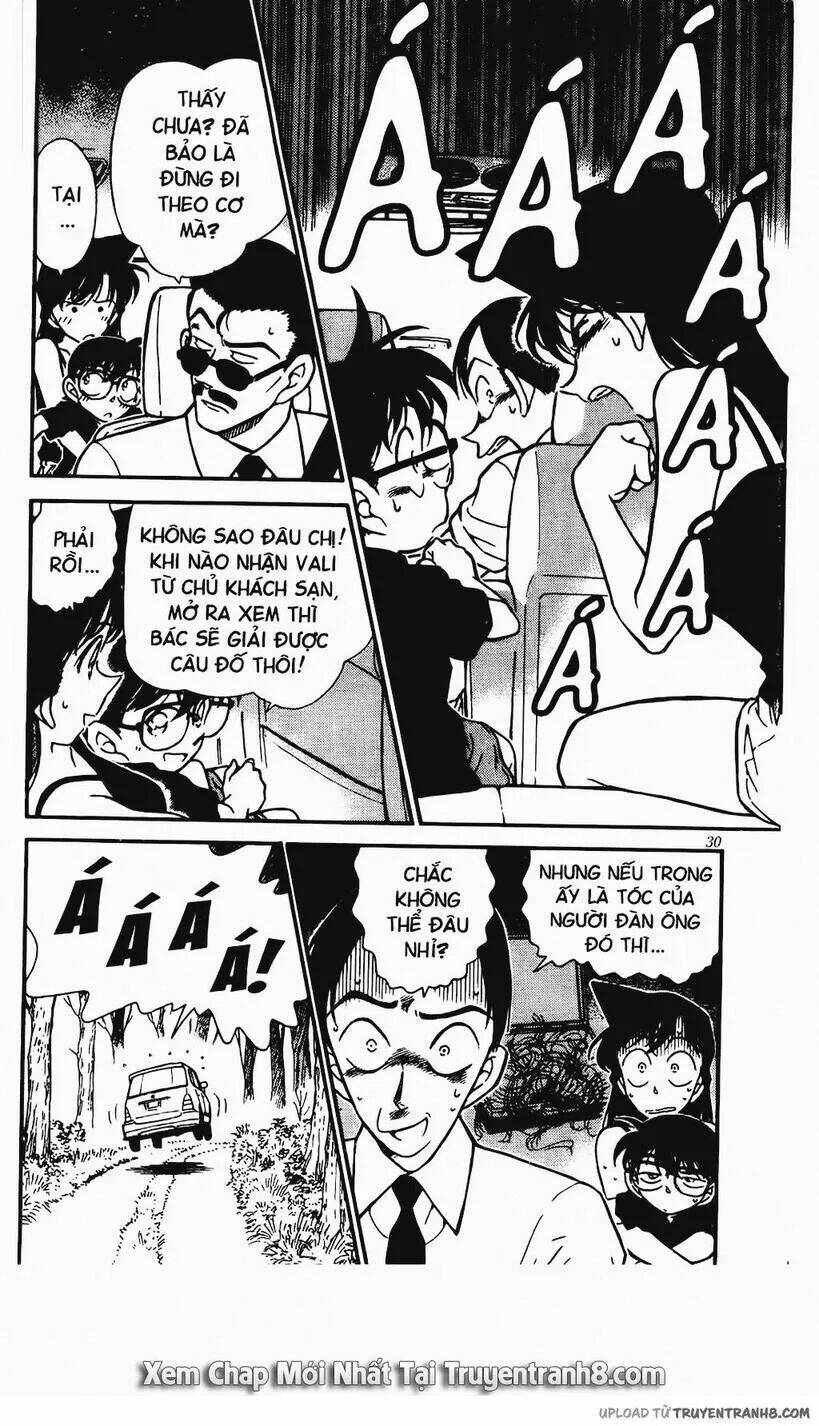 Á
Á
Á
Á
Á
Á
Á
THẤY
CHƯA? ĐÃ
BẢO LÀ
ĐỪNG ĐI
THEO CƠ
MÀ?
TẠI
...
KHÔNG SAO ĐÂU CHỊ!
KHI NÀO NHẬN VALI
TỪ CHỦ KHÁCH SẠN,
MỞ RA XEM THÌ
BÁC SẼ GIẢI ĐƯỢC
CÂU ĐỐ THÔI!
PHẢI
RỒI...
30
NHƯNG NẾU TRONG
ẤY LÀ TÓC CỦA
NGƯỜI ĐÀN ÔNG
ĐÓ THÌ...
CHẮC
KHÔNG
THỂ ĐÂU
NHỈ?
Á
Á
Á
Á!
Xem Chap Mới Nhất Tại Truyentranh8.com
UPLOAD TỪ TRUYENTRANH8.COM